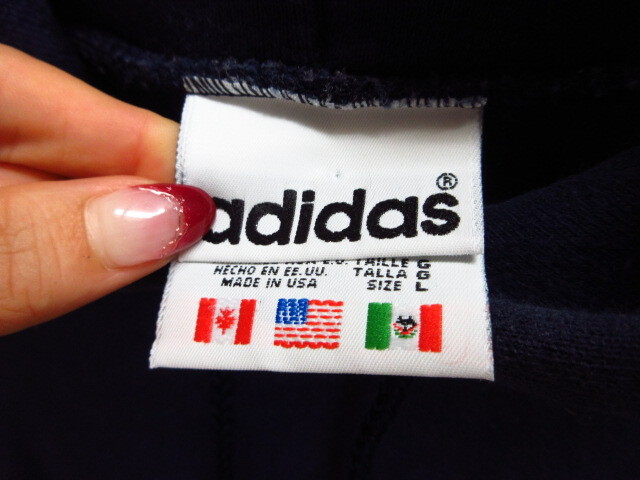 adidas®
E.U. TAILLE G
HECHO EN EE.UU. TALLA G
MADE IN USA SIZE L